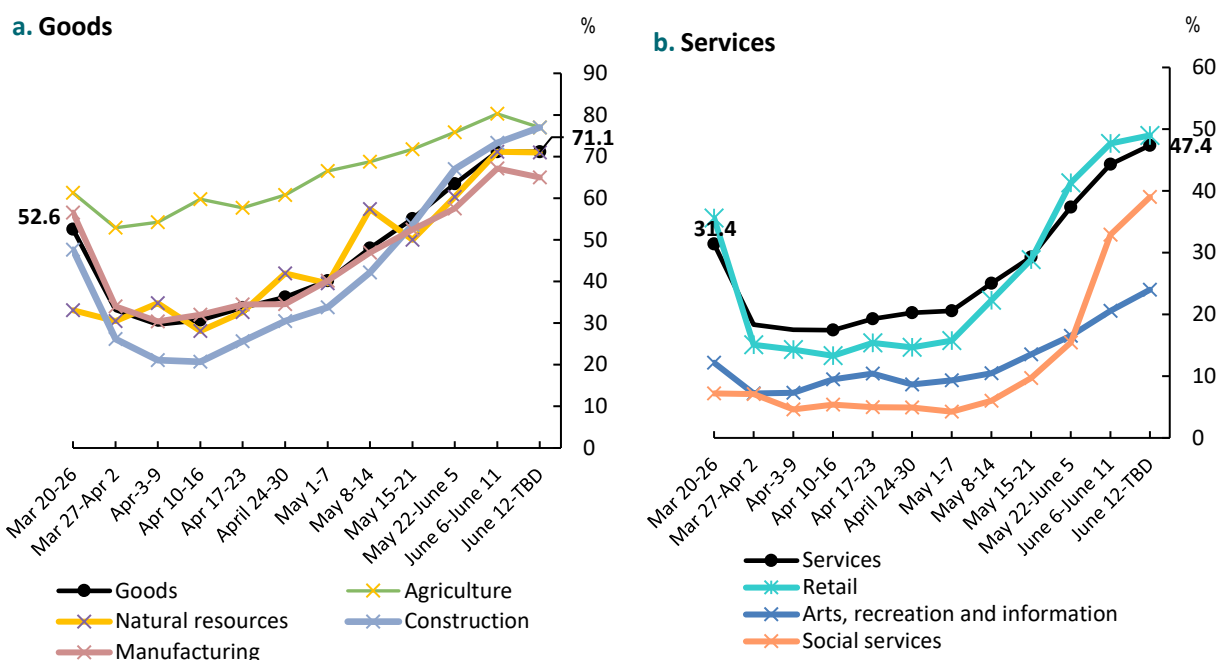 a. Goods
%
90
80
70
60
50
40
30
20
10
0
71.1
52.6
Mar 20-26
Mar 27-Apr 2
Apr-3-9
Apr 10-16
Apr 17-23
April 24-30
May 1-7
May 8-14
May 15-21
May 22-June 5
June 6-June 11
June 12-TBD
Goods
Agriculture
Natural resources
Construction
Manufacturing
b. Services
%
60
50
40
30
20
10
0
47.4
31.4
Mar 20-26
Mar 27-Apr 2
Apr-3-9
Apr 10-16
Apr 17-23
April 24-30
May 1-7
May 8-14
May 15-21
May 22-June 5
June 6-June 11
June 12-TBD
Services
Retail
Arts, recreation and information
Social services